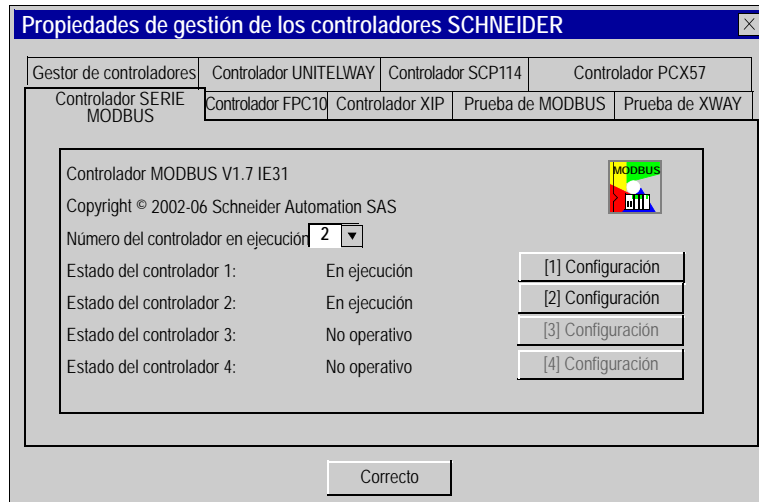 Propiedades de gestión de los controladores SCHNEIDER
Gestor de controladores
Controlador UNITELWAY
Controlador SCP114
Controlador PCX57
Controlador SERIE
MODBUS
Controlador FPC10
Controlador XIP
Prueba de MODBUS
Prueba de XWAY
Controlador MODBUS V1.7 IE31
MODBUS
Copyright © 2002-06 Schneider Automation SAS
Número del controlador en ejecución 2
Estado del controlador 1: En ejecución [1] Configuración
Estado del controlador 2: En ejecución [2] Configuración
Estado del controlador 3: No operativo [3] Configuración
Estado del controlador 4: No operativo [4] Configuración
Correcto